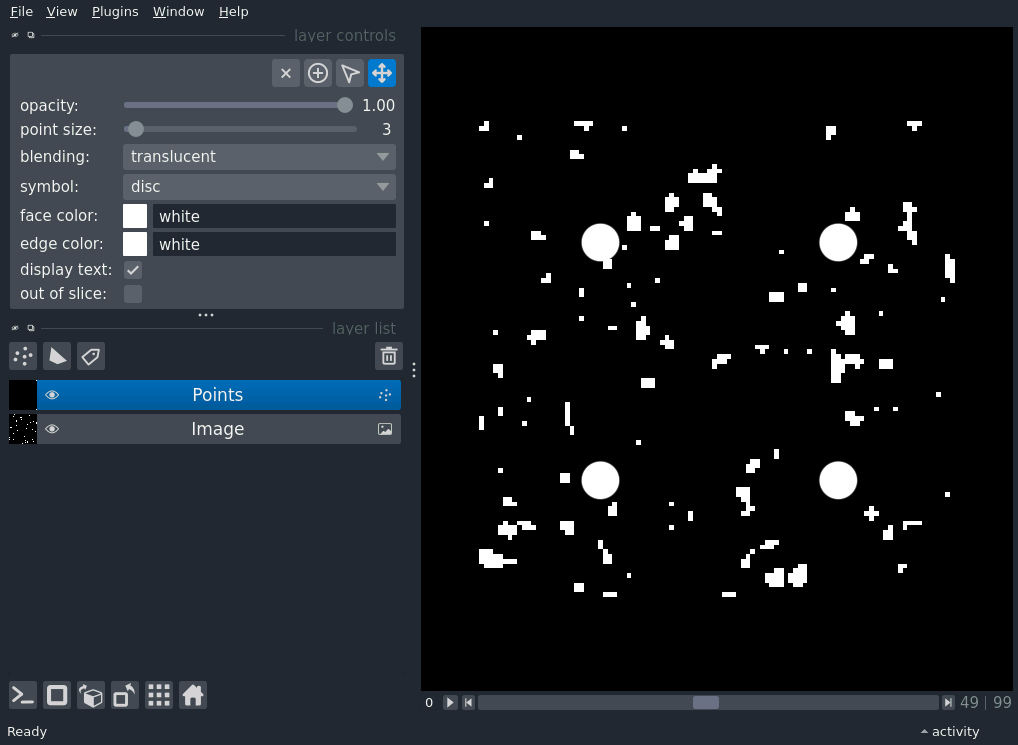 File View Plugins Window Help
layer controls
opacity: 1.00
point size: 3
blending: translucent
symbol: disc
face color: white
edge color: white
display text:
out of slice:
layer list
Points
Image
0 49 | 99
Ready activity